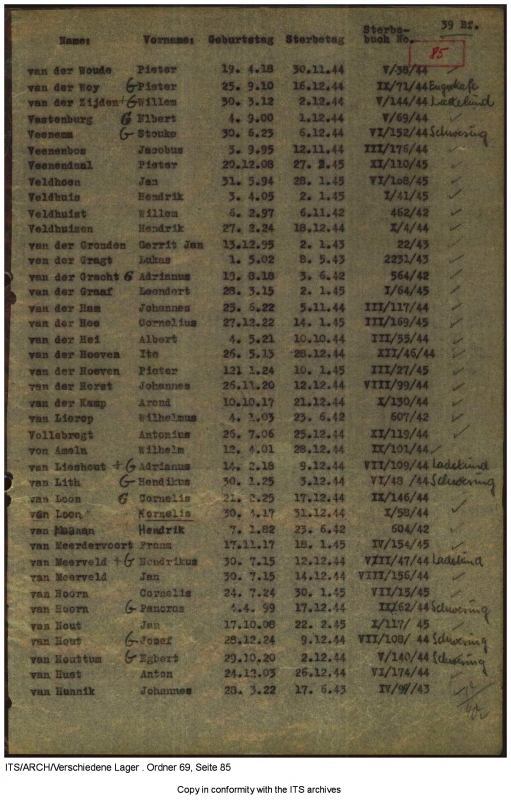 39 Bf.
Name: Vorname: Geburtstag Sterbetag Sterbe-
buch No.
85
van der Woude Pieter 19. 4.18 30.11.44 V/38/44
van der Wey G Pieter 25. 9.10 16.12.44 IX/71/44
van der Zijden + G Willem 30. 3.12 2.12.44 V/144/44 Ladelund
Vastenburg G Elbert 4. 9.00 1.12.44 V/69/44
Veenema G Stouko 30. 6.23 6.12.44 VI/152/44 Schwesing
Veenenbos Jacobus 3. 9.95 12.11.44 III/176/44
Veenendaal Pieter 20.12.08 27. 2.45 XI/110/45
Veldhoen Jan 31. 5.94 28. 1.45 VI/108/45
Veldhuis Hendrik 3. 4.05 2. 1.45 I/41/45
Veldhuist Willem 6. 2.97 6.11.42 462/42
Veldhuizen Hendrik 27. 2.24 18.12.44 X/4/44
van der Gronden Gerrit Jan 13.12.95 2. 1.43 22/43
van der Gragt Lukas 1. 5.02 8. 5.43 2231/43
van der Gracht G Adrianus 19. 8.18 3. 6.42 564/42
van der Graaf Leendert 28. 3.15 2. 1.45 I/64/45
van der Ham Johannes 25. 6.22 5.11.44 III/117/44
van der Hee Cornelius 27.12.22 14. 1.45 III/169/45
van der Hei Albert 4. 5.21 10.10.44 III/55/44
van der Hoeven Ite 26. 5.13 28.12.44 XII/46/44
van der Hoeven Pieter 121 1.24 10. 1.45 III/27/45
van der Horst Johannes 26.11.20 12.12.44 VIII/99/44
van der Kamp Arend 10.10.17 21.12.44 X/130/44
van Lierop Wilhelmus 4. 1.03 23. 6.42 607/42
Vollebregt Antonius 26. 7.06 25.12.44 XI/119/44
von Ameln Wilhelm 12. 4.01 28.12.44 IX/101/44
van Lieshout + G Adrianus 14. 2.18 9.12.44 VII/109/44 Ladelund
van Lith G Hendikus 30. 1.25 3.12.44 VI/48 /44 Schwesing
van Loon G Cornelis 21. 2.25 17.12.44 IX/146/44
van Loon Kornelis 30. 4.17 31.12.44 I/58/44
van Hendrik 7. 1.82 23. 6.42 604/42
van Meerdervoort Frans 17.11.17 18. 1.45 IV/154/45
van Meerveld + G Hendrikus 30. 7.15 12.12.44 VIII/47/44 Ladelund
van Meerveld Jan 30. 7.15 14.12.44 VIII/156/44
van Hoorn Cornelis 24. 7.24 30. 1.45 VII/15/45
van Hoorn G Pancras 4.4. 99 17.12.44 IX/62/44 Schwesing
van Hout Jan 17.10.08 22. 2.45 X/117/ 45
van Hout G Jozef 28.12.24 9.12.44 VII/108/ 44 Schwesing
van Houttum G Egbert 29.10.20 2.12.44 V/140/44 Schwesing
van Hust Anton 24.12.03 26.12.44 VI/174/44
van Hunnik Johannes 28. 3.22 17. 6.43 IV/97/43
ITS/ARCH/Verschiedene Lager . Ordner 69, Seite 85
Copy in conformity with the ITS archives